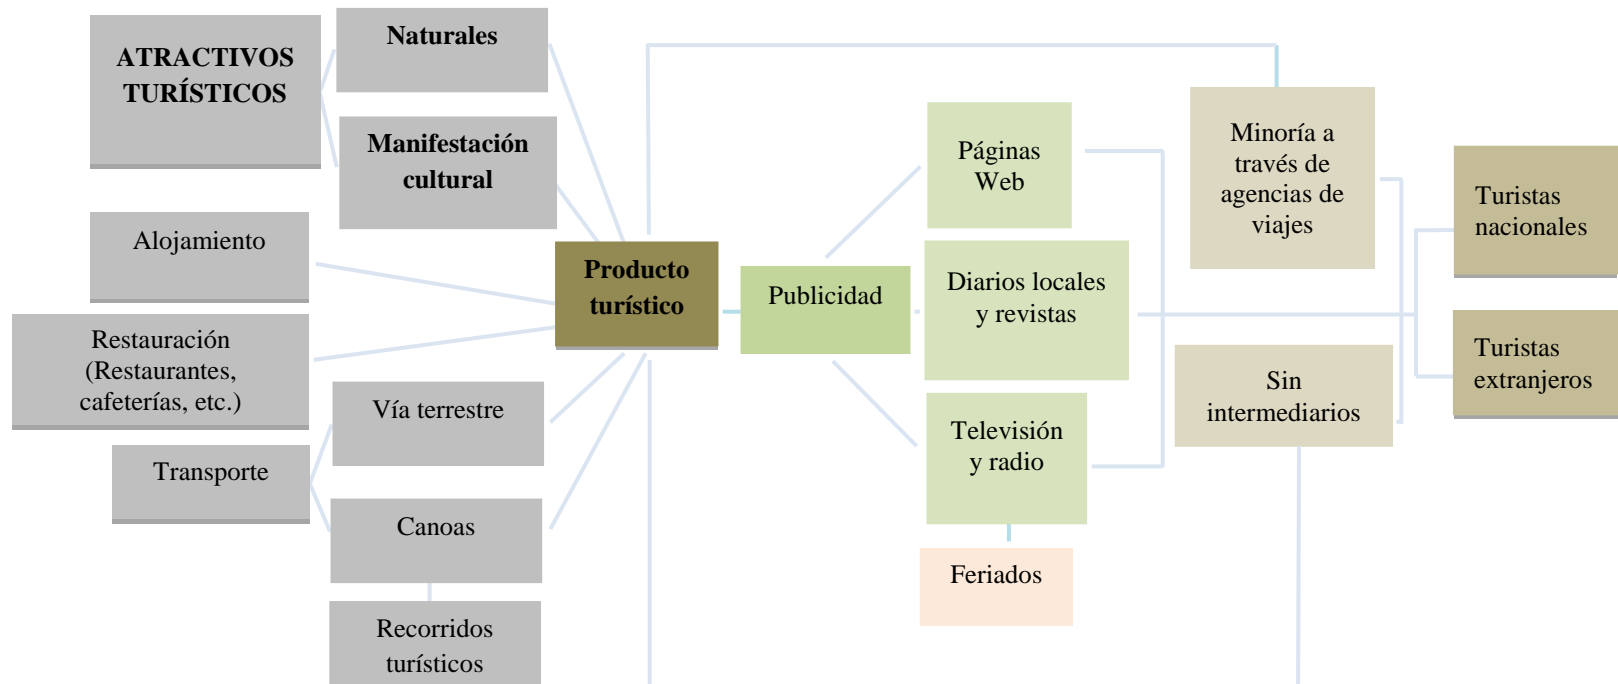 ATRACTIVOS
TURÍSTICOS
Naturales
Manifestación
cultural
Alojamiento
Restauración
(Restaurantes,
cafeterías, etc.)
Transporte
Vía terrestre
Canoas
Recorridos
turísticos
Producto
turístico
Publicidad
Páginas
Web
Diarios locales
y revistas
Televisión
y radio
Feriados
Minoría a
través de
agencias de
viajes
Sin
intermediarios
Turistas
nacionales
Turistas
extranjeros